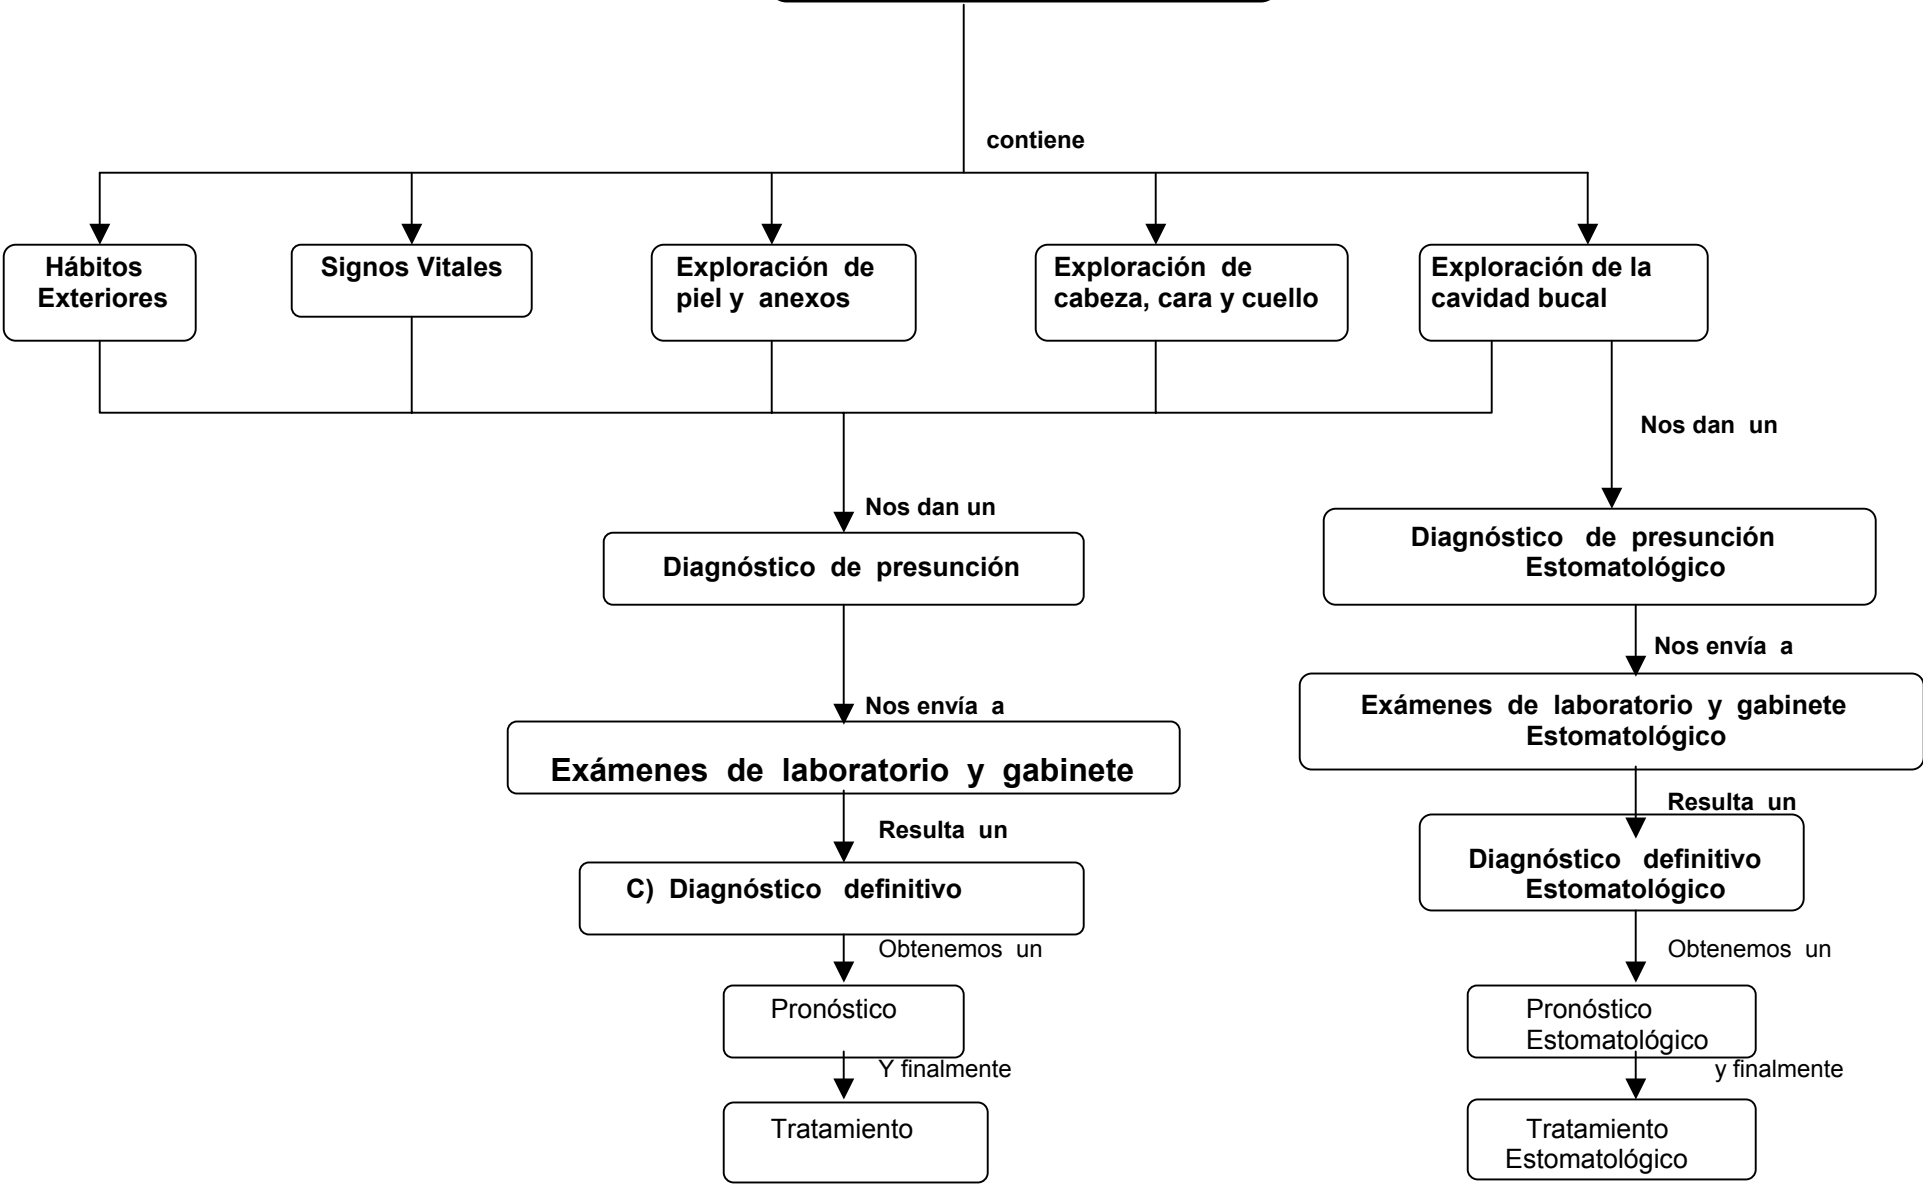 contiene
Hábitos
Exteriores
Signos Vitales
Exploración de
piel y anexos
Exploración de
cabeza, cara y cuello
Exploración de la
cavidad bucal
Nos dan un
Nos dan un
Diagnóstico de presunción
Diagnóstico de presunción
Estomatológico
Nos envía a
Nos envía a
Exámenes de laboratorio y gabinete
Exámenes de laboratorio y gabinete
Estomatológico
Resulta un
Resulta un
C) Diagnóstico definitivo
Diagnóstico definitivo
Estomatológico
Obtenemos un
Obtenemos un
Pronóstico
Pronóstico
Estomatológico
Y finalmente
y finalmente
Tratamiento
Tratamiento
Estomatológico